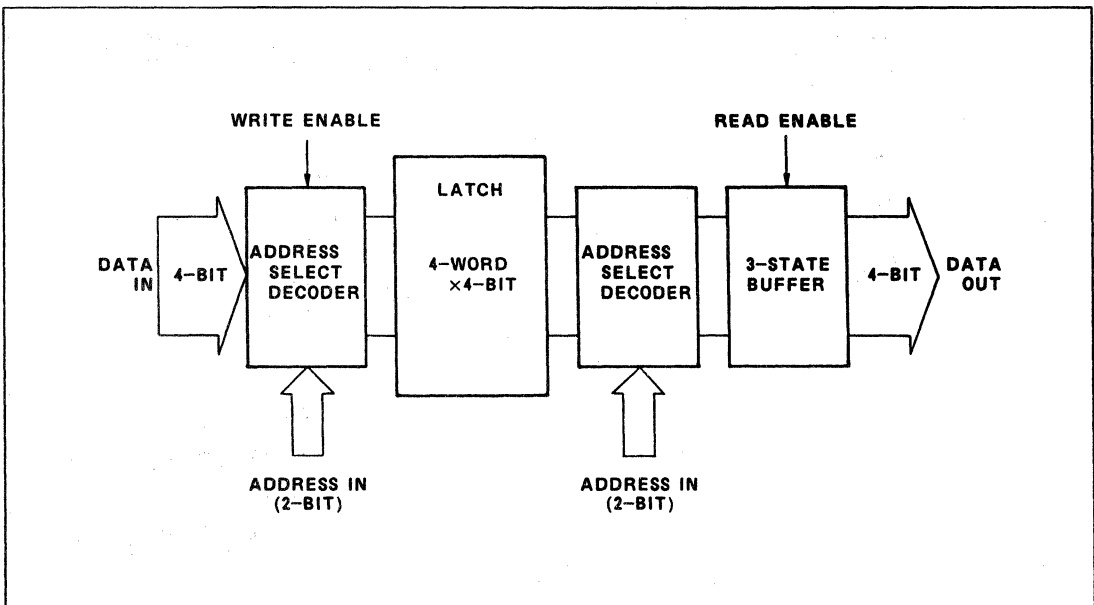 WRITE ENABLE
READ ENABLE
DATA
IN
4-BIT
ADDRESS
SELECT
DECODER
LATCH
4-WORD
×4-BIT
ADDRESS
SELECT
DECODER
3-STATE
BUFFER
4-BIT
DATA
OUT
ADDRESS IN
(2-BIT)
ADDRESS IN
(2-BIT)